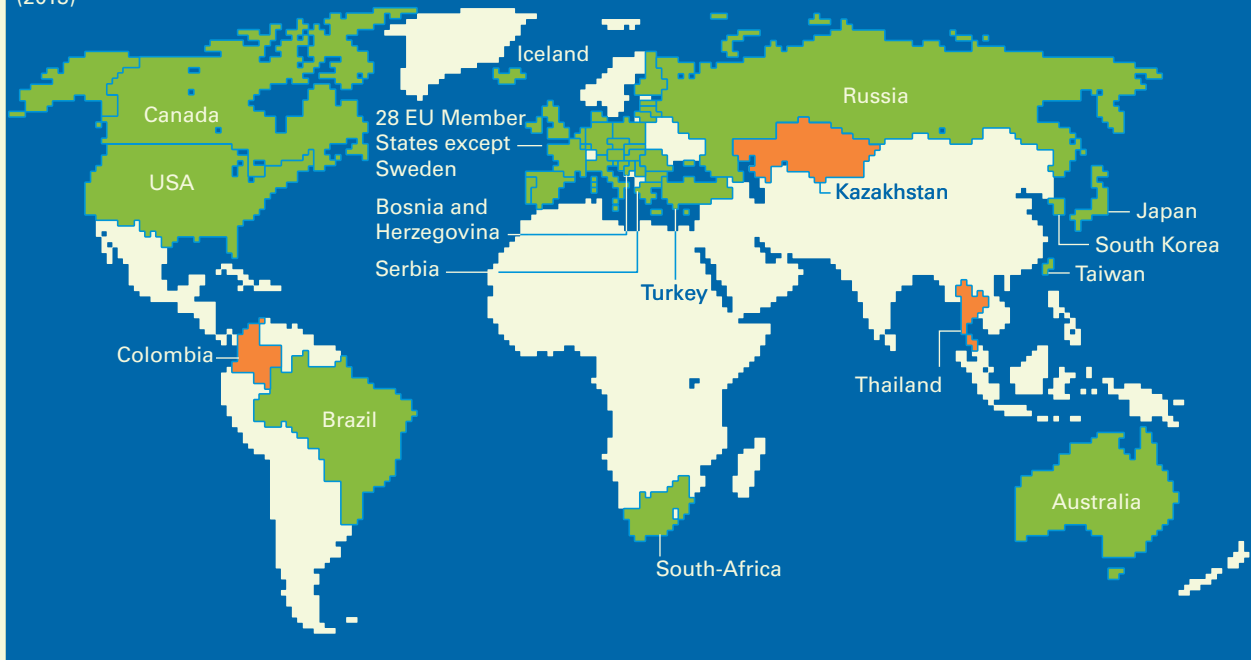 Iceland
Canada
Russia
28 EU Member
States except
Sweden
USA
Kazakhstan
Bosnia and
Herzegovina
Japan
South Korea
Serbia
Taiwan
Turkey
Colombia
Thailand
Brazil
Australia
South-Africa